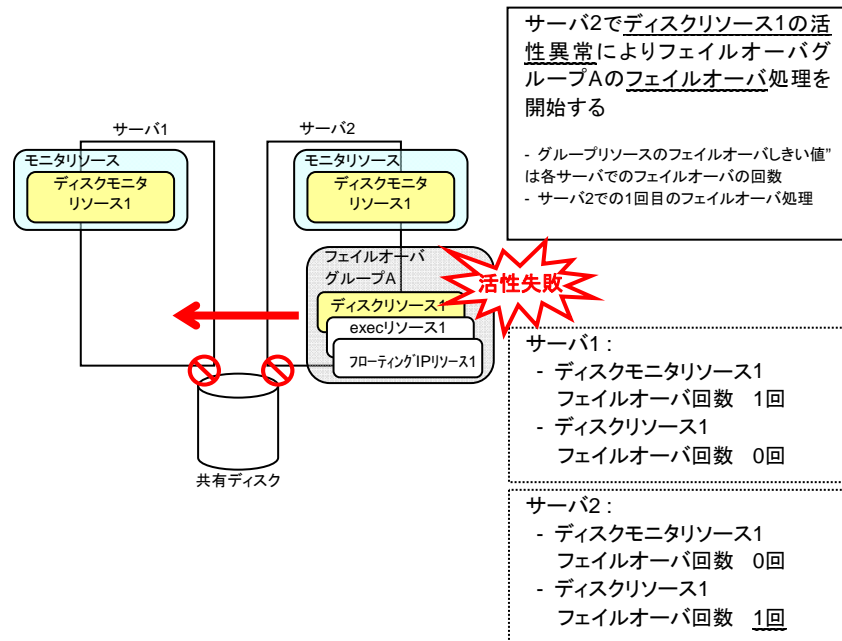 サーバ2でディスクリソース1の活
性異常によりフェイルオーバグ
ループAのフェイルオーバ処理を
開始する
- グループリソースのフェイルオーバしきい値”
は各サーバでのフェイルオーバの回数
- サーバ2での1回目のフェイルオーバ処理
サーバ1
サーバ2
モニタリソース
ディスクモニタ
リソース1
モニタリソース
ディスクモニタ
リソース1
フェイルオーバ
グループA
活性失敗
ディスクリソース1
execリソース1
フローティングIPリソース1
共有ディスク
サーバ1 :
- ディスクモニタリソース1
フェイルオーバ回数 1回
- ディスクリソース1
フェイルオーバ回数 0回
サーバ2 :
- ディスクモニタリソース1
フェイルオーバ回数 0回
- ディスクリソース1
フェイルオーバ回数 1回